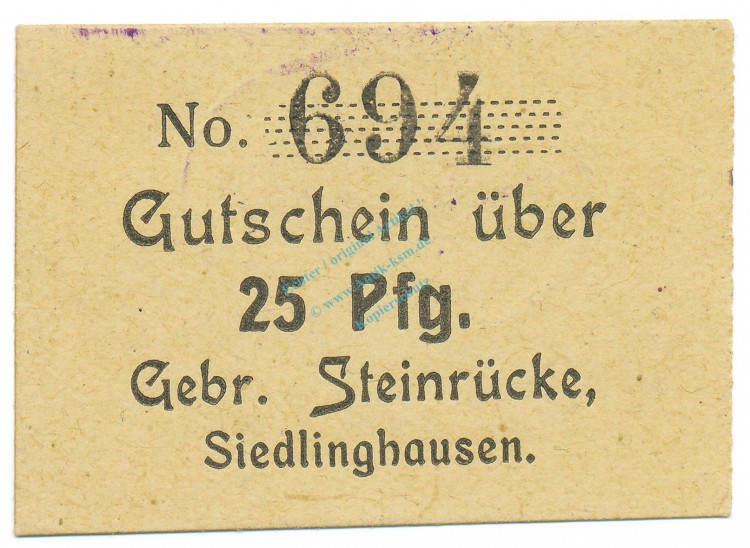 No. 694
Gutschein über
25 Pfg.
Gebr. Steinrücke,
Siedlinghausen.